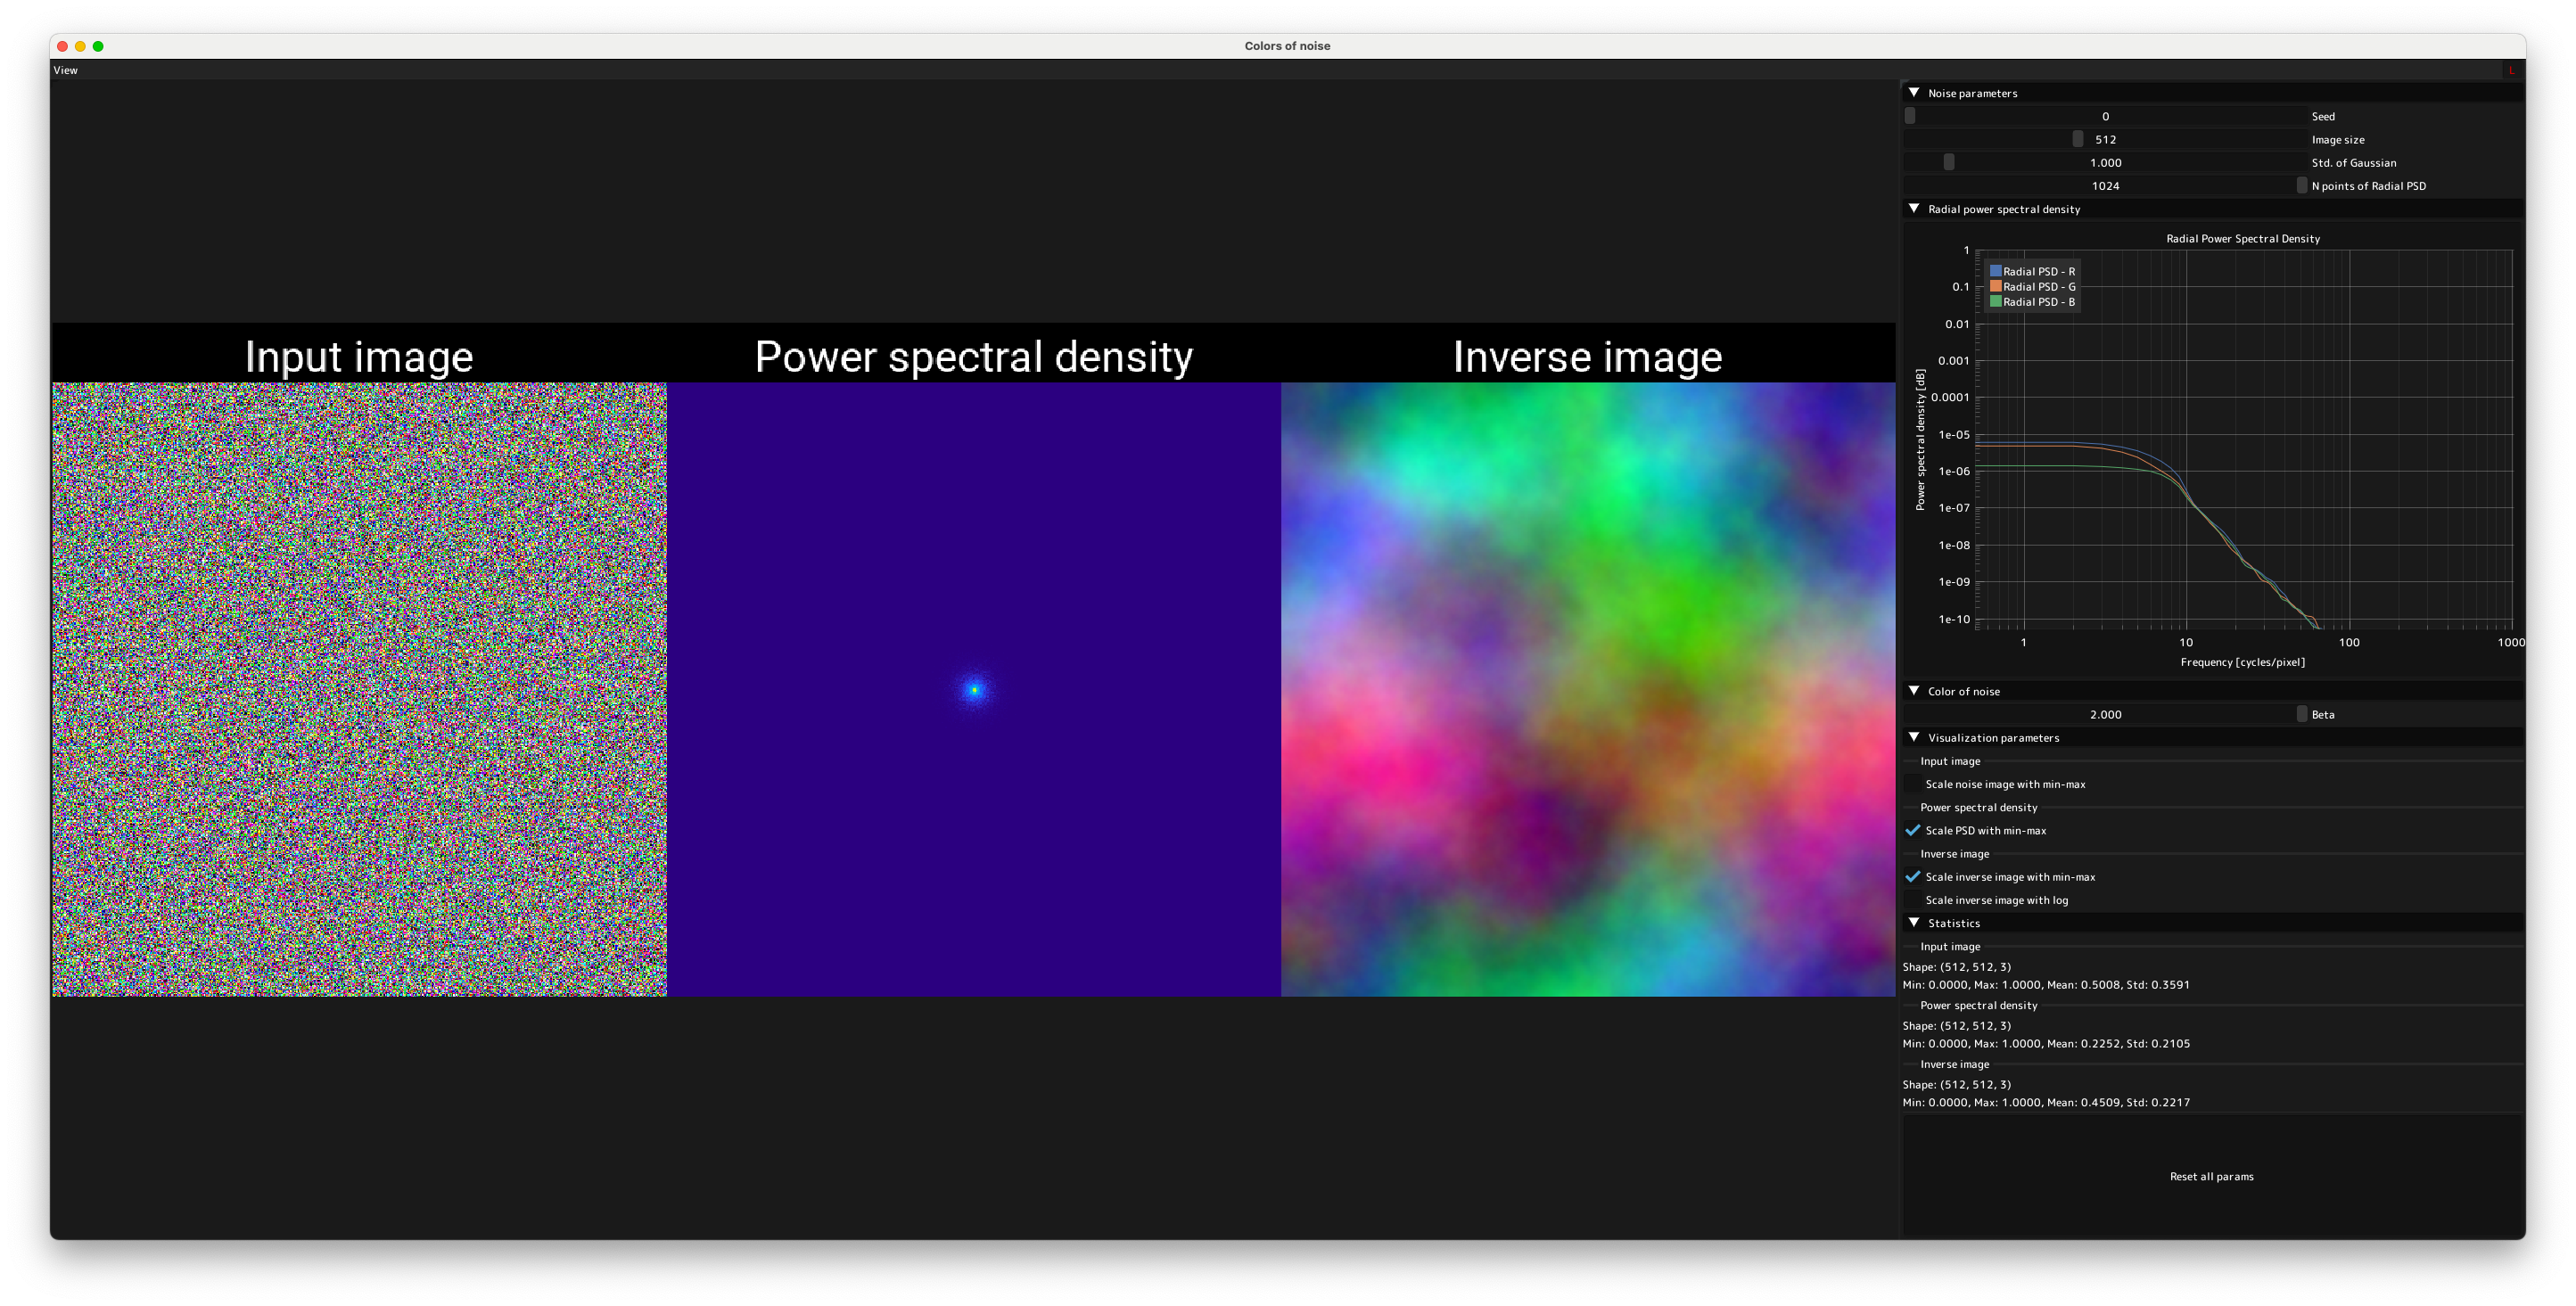 Colors of noise
View
L
Input image
Power spectral density
Inverse image
Noise parameters
0 Seed
512 Image size
1.000 Std. of Gaussian
1024 N points of Radial PSD
Radial power spectral density
Radial Power Spectral Density
Radial PSD - R
Radial PSD - G
Radial PSD - B
Power spectral density [dB]
1
0.1
0.01
0.001
0.0001
1e-05
1e-06
1e-07
1e-08
1e-09
1e-10
1 10 100 1000
Frequency [cycles/pixel]
Color of noise
2.000 Beta
Visualization parameters
Input image
Scale noise image with min-max
Power spectral density
Scale PSD with min-max
Inverse image
Scale inverse image with min-max
Scale inverse image with log
Statistics
Input image
Shape: (512, 512, 3)
Min: 0.0000, Max: 1.0000, Mean: 0.5008, Std: 0.3591
Power spectral density
Shape: (512, 512, 3)
Min: 0.0000, Max: 1.0000, Mean: 0.2252, Std: 0.2105
Inverse image
Shape: (512, 512, 3)
Min: 0.0000, Max: 1.0000, Mean: 0.4509, Std: 0.2217
Reset all params